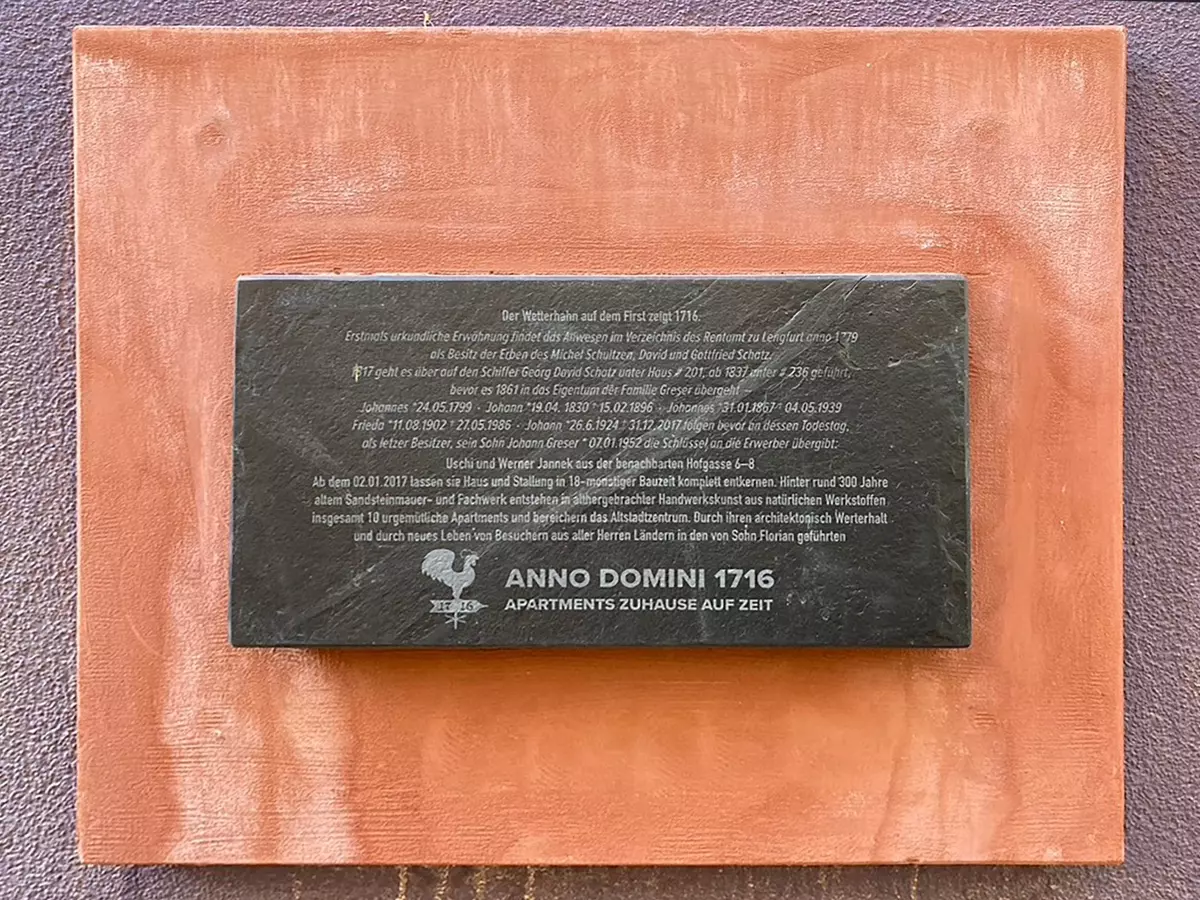 Der Wetterhahn auf dem First zeigt 1716.
Erstmals urkundliche Erwähnung findet das Anwesen im Verzeichnis des Rentamt zu Lengfurt anno 1779
als Besitz der Erben des Michel Schultzen, David und Gottfried Schatz.
1817 geht es über auf den Schiffer Georg David Schatz unter Haus # 201, ab 1837 unter # 236 geführt,
bevor es 1861 in das Eigentum der Familie Greser übergeht –
Johannes *24.05.1799 · Johann *19.04. 1830 † 15.02.1896 · Johannes *31.01.1867 † 04.05.1939
Frieda *11.08.1902 † 27.05.1986 · Johann *26.6.1924 † 31.12.2017 folgen bevor an dessen Todestag,
als letzer Besitzer, sein Sohn Johann Greser * 07.01.1952 die Schlüssel an die Erwerber übergibt:
Uschi und Werner Jannek aus der benachbarten Hofgasse 6–8
Ab dem 02.01.2017 lassen sie Haus und Stallung in 18-monatiger Bauzeit komplett entkernen. Hinter rund 300 Jahre
altem Sandsteinmauer- und Fachwerk entstehen in althergebrachter Handwerkskunst aus natürlichen Werkstoffen
insgesamt 10 urgemütliche Apartments und bereichern das Altstadtzentrum. Durch ihren architektonisch Werterhalt
und durch neues Leben von Besuchern aus aller Herren Ländern in den von Sohn Florian geführten
17 16
ANNO DOMINI 1716
APARTMENTS ZUHAUSE AUF ZEIT